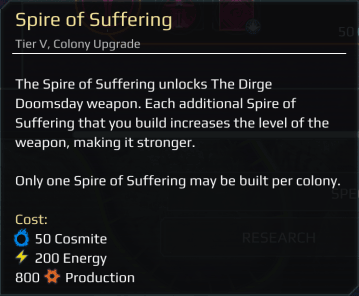 Spire of Suffering
Tier V, Colony Upgrade
The Spire of Suffering unlocks The Dirge
Doomsday weapon. Each additional Spire of
Suffering that you build increases the level of the
weapon, making it stronger.
Only one Spire of Suffering may be built per colony.
Cost:
50 Cosmite
200 Energy
800 Production
RESEARCH